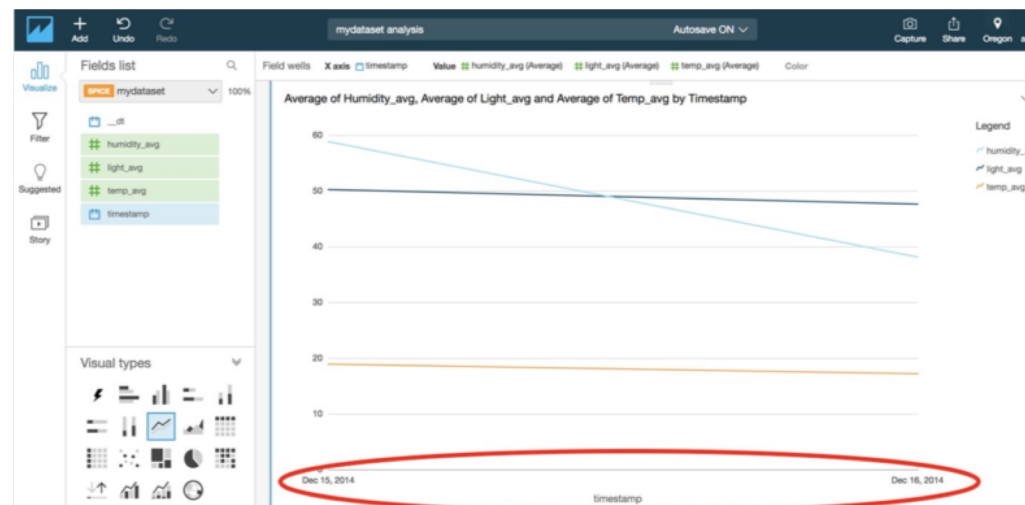 mydataset analysis
Autosave ON
Add
Undo
Redo
Capture
Share
Oregon
Visualize
Filter
Suggested
Story
Fields list
SPICE mydataset
100%
__dt
humidity_avg
light_avg
temp_avg
timestamp
Visual types
Field wells X axis timestamp Value humidity_avg (Average) light_avg (Average) temp_avg (Average) Color
Average of Humidity_avg, Average of Light_avg and Average of Temp_avg by Timestamp
60
50
40
30
20
10
0
Dec 15, 2014
Dec 16, 2014
timestamp
Legend
humidity_
light_avg
temp_avg